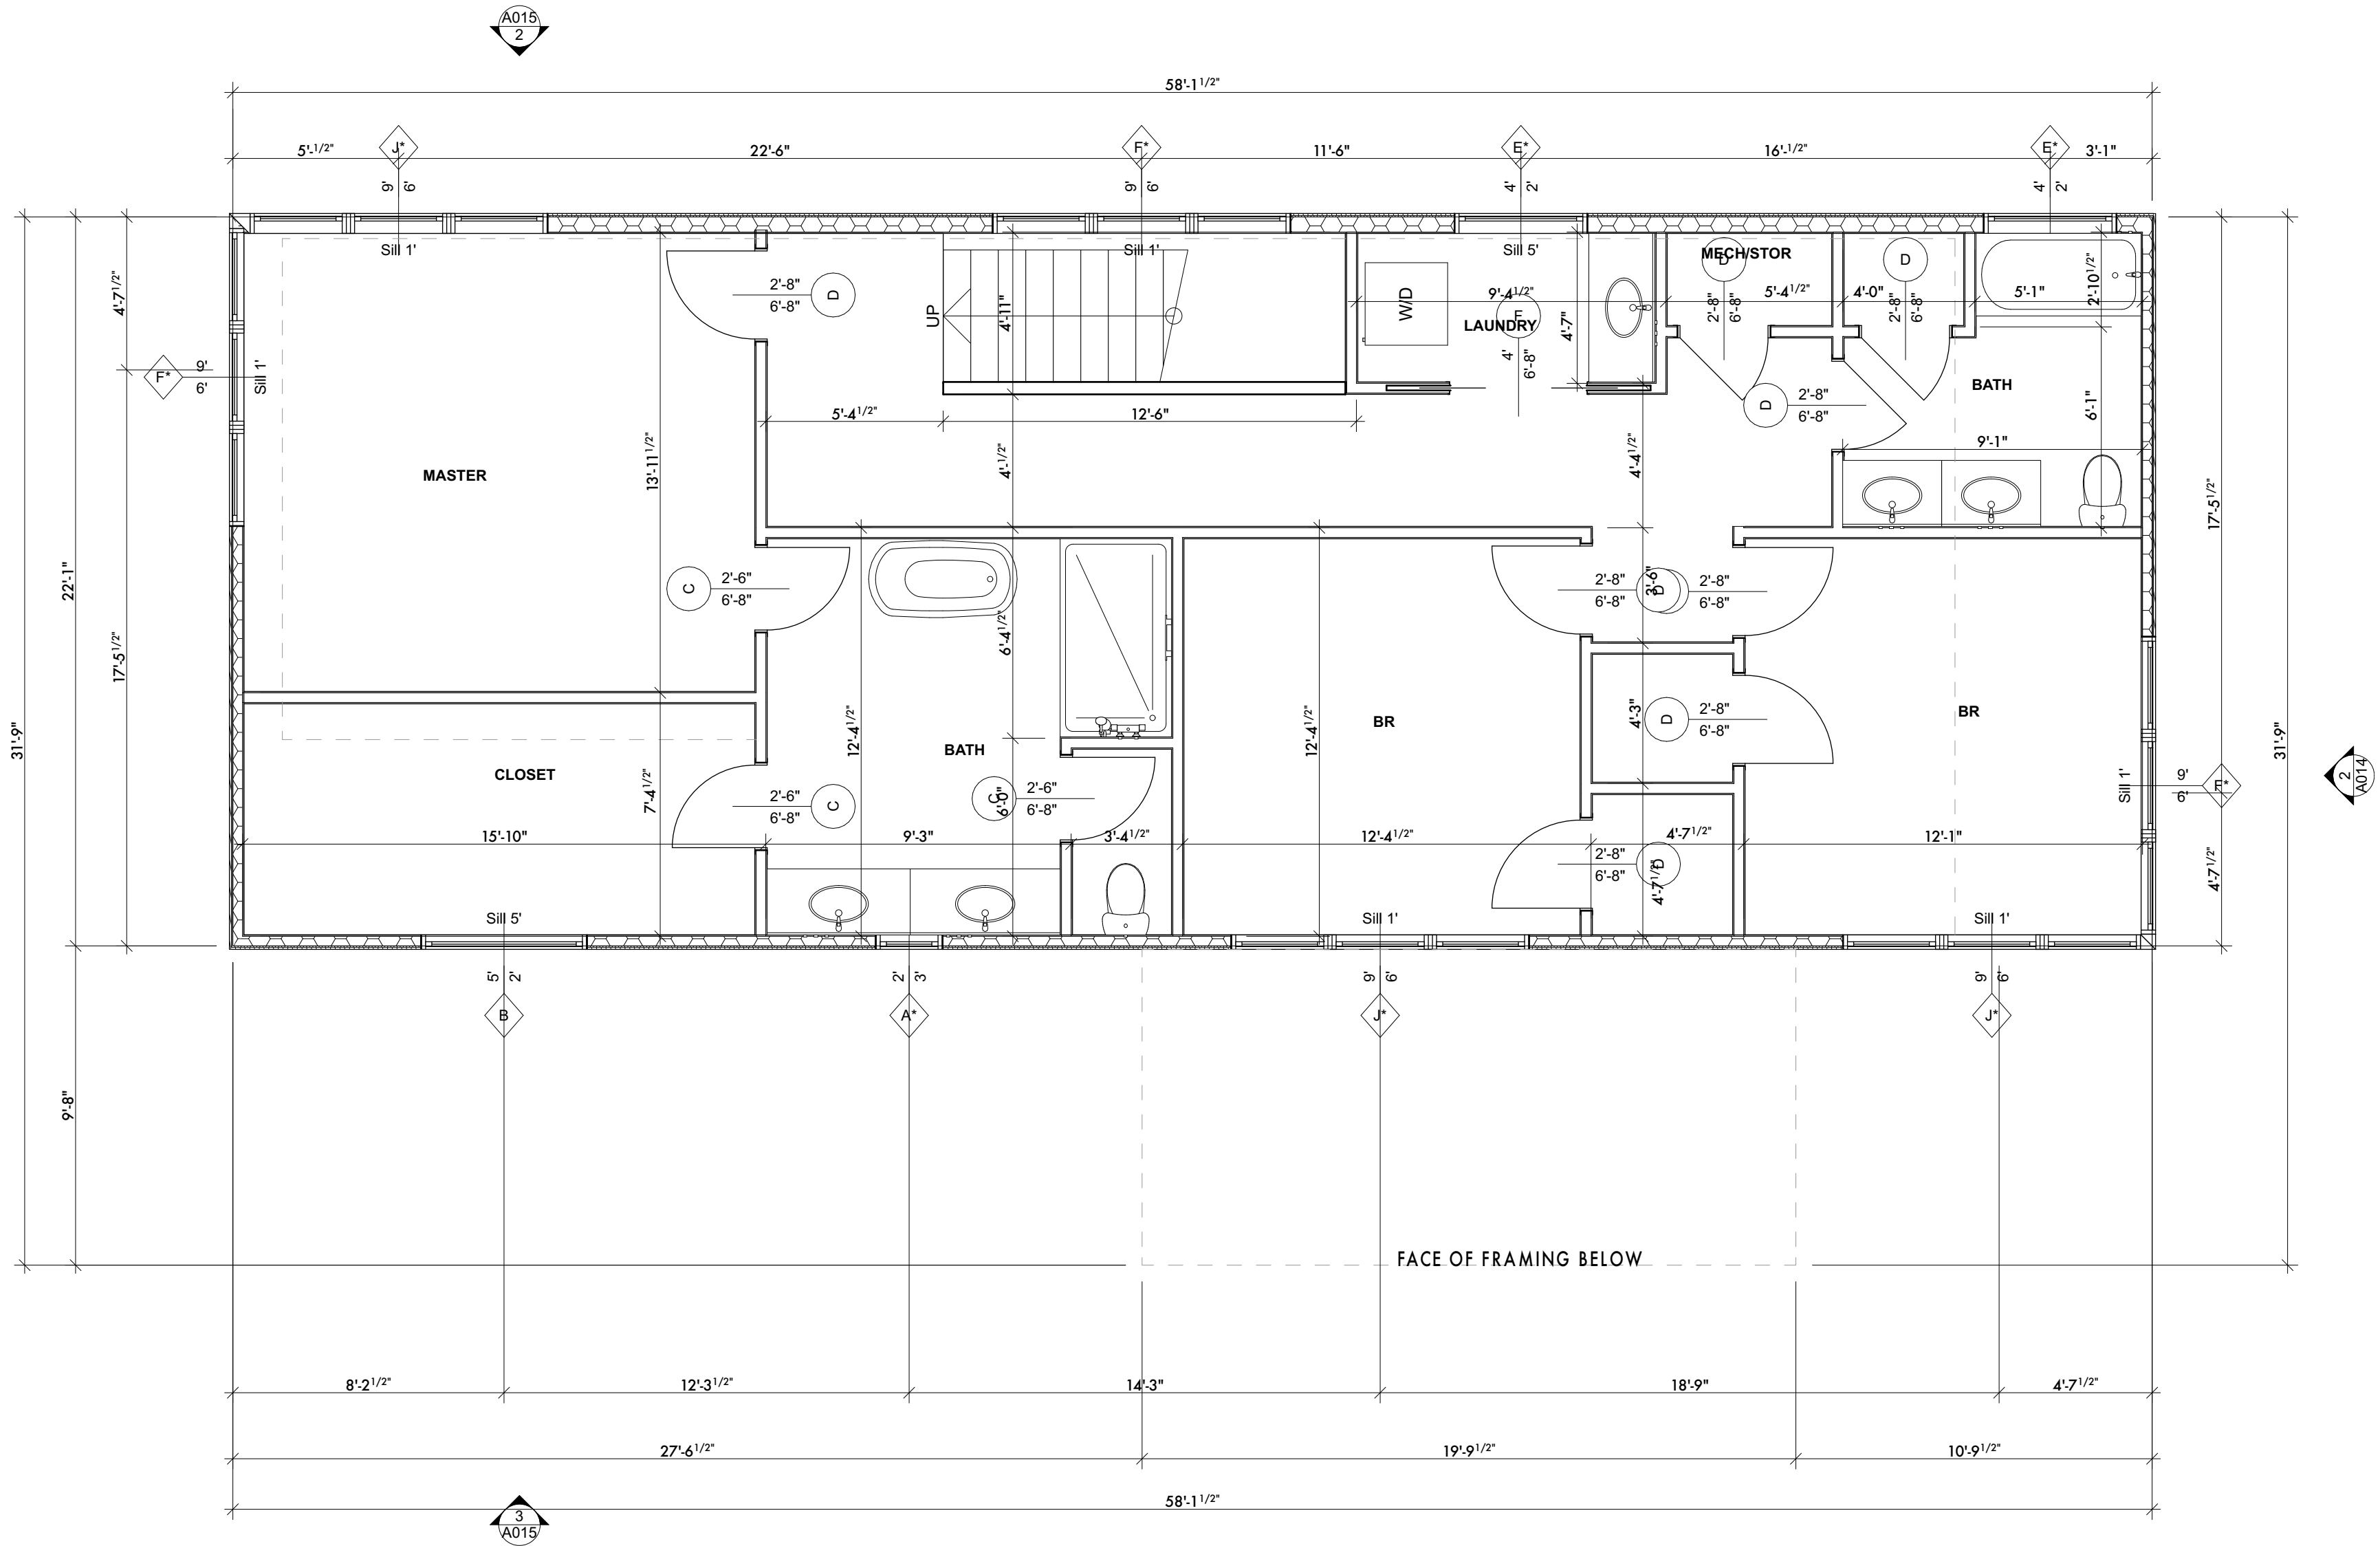 A015
2
58'-1 1/2"
5'- 1/2"
J*
22'-6"
F*
11'-6"
E*
16'- 1/2"
E*
3'-1"
9'
6'
9'
6'
4'
2'
4'
2'
Sill 1'
Sill 1'
Sill 5'
MECH/STOR
D
D
2'-8"
6'-8"
D
UP
4'-11"
W/D
9'-4 1/2"
LAUNDRY
4'
6'-8"
4'-7"
2'-8"
6'-8"
5'-4 1/2"
4'-0"
2'-8"
6'-8"
5'-1"
2'-10 1/2"
4'-7 1/2"
F*
9'
6'
Sill 1'
BATH
D
2'-8"
6'-8"
6'-1"
5'-4 1/2"
12'-6"
9'-1"
MASTER
13'-11 1/2"
4'- 1/2"
4'-4 1/2"
17'-5 1/2"
22'-1"
31'-9"
17'-5 1/2"
C
2'-6"
6'-8"
6'-4 1/2"
2'-8"
6'-8"
D
3'-6"
2'-8"
6'-8"
12'-4 1/2"
12'-4 1/2"
BR
4'-3"
D
2'-8"
6'-8"
BR
BATH
CLOSET
7'-4 1/2"
2'-6"
6'-8"
C
C
6'-0"
2'-6"
6'-8"
Sill 1'
9'
6'
F*
31'-9"
2
A014
15'-10"
9'-3"
3'-4 1/2"
12'-4 1/2"
4'-7 1/2"
12'-1"
2'-8"
6'-8"
D
4'-7 1/2"
4'-7 1/2"
Sill 5'
Sill 1'
Sill 1'
5'
2'
2'
3'
9'
6'
9'
6'
B
A*
J*
J*
9'-8"
FACE OF FRAMING BELOW
8'-2 1/2"
12'-3 1/2"
14'-3"
18'-9"
4'-7 1/2"
27'-6 1/2"
19'-9 1/2"
10'-9 1/2"
58'-1 1/2"
3
A015